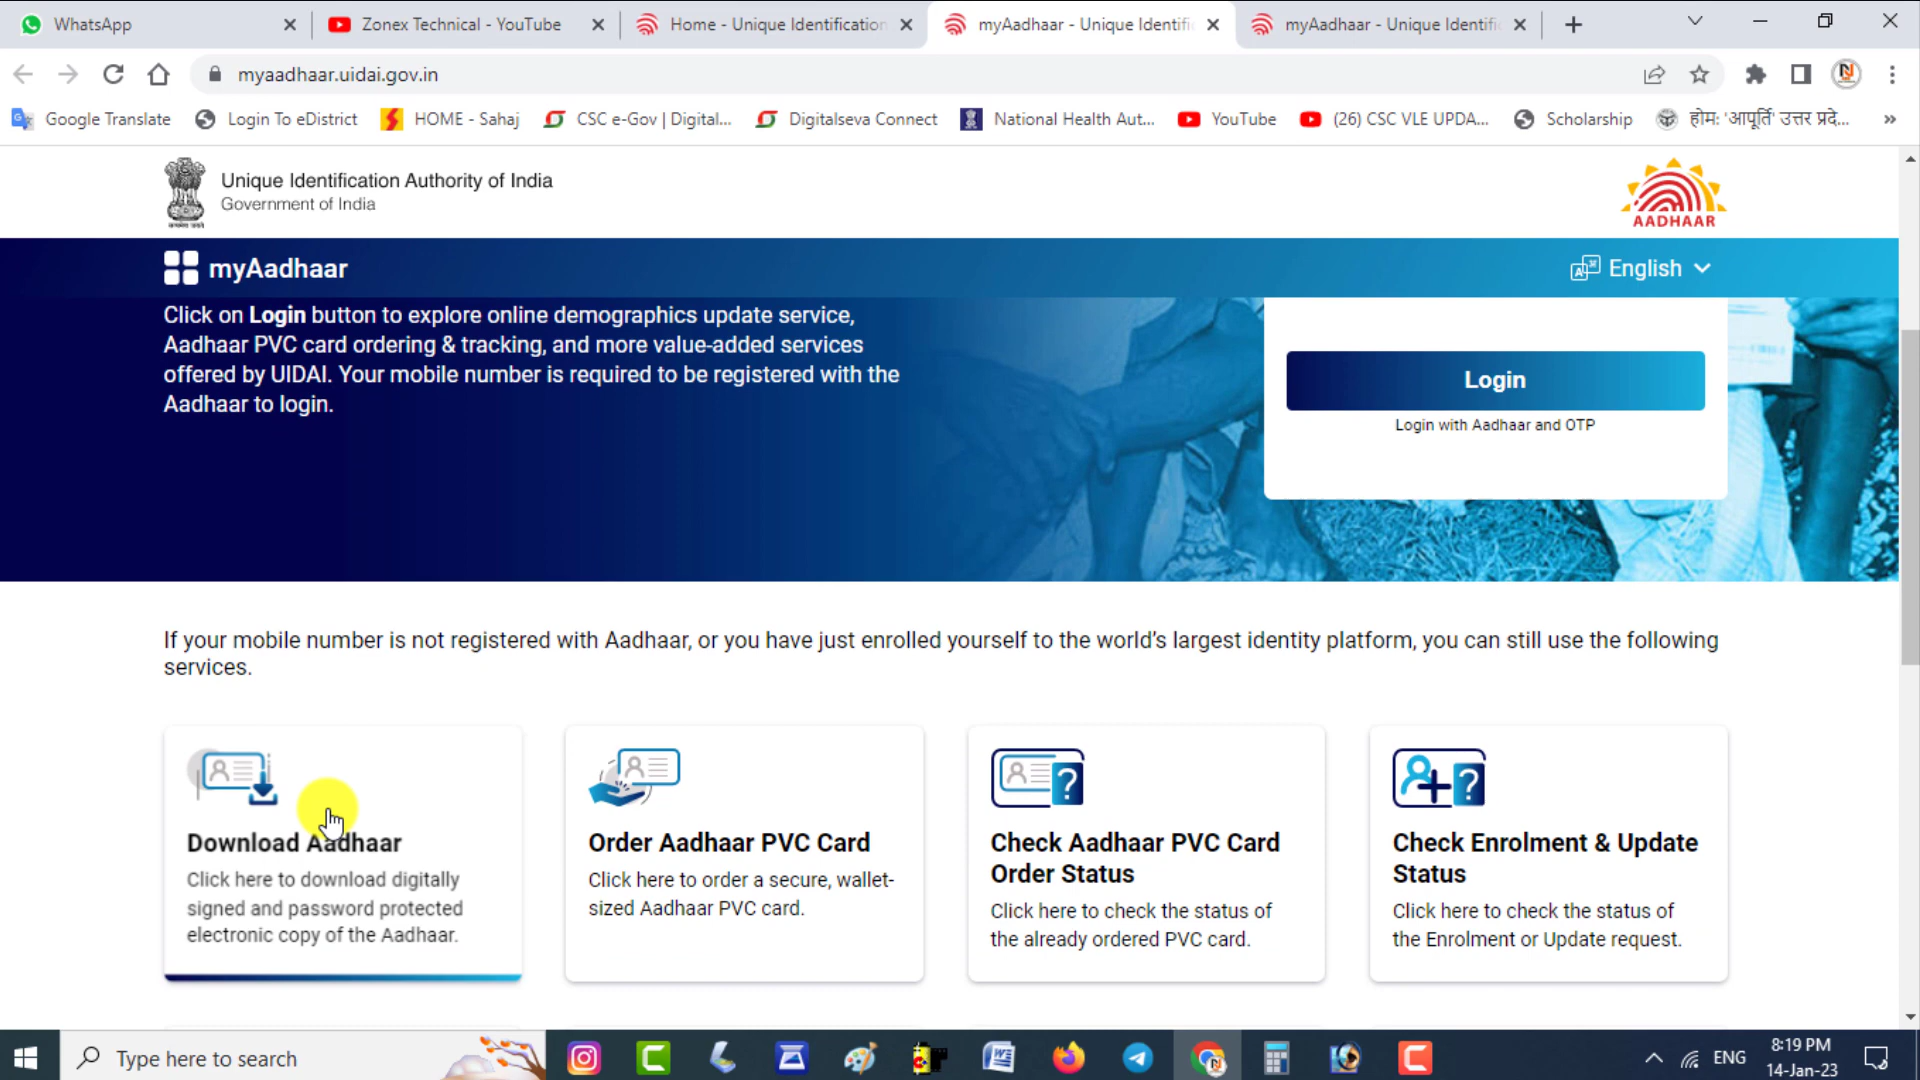 WhatsApp
Zonex Technical - YouTube
Home - Unique Identification
myAadhaar - Unique Identifi
myAadhaar - Unique Identifi
myaadhaar.uidai.gov.in
Google Translate
Login To eDistrict
HOME - Sahaj
CSC e-Gov | Digital...
Digitalseva Connect
National Health Aut...
YouTube
(26) CSC VLE UPDA...
Scholarship
होम: 'आपूर्ति' उत्तर प्रदे...
Unique Identification Authority of India
Government of India
AADHAAR
myAadhaar
English
Click on Login button to explore online demographics update service,
Aadhaar PVC card ordering & tracking, and more value-added services
offered by UIDAI. Your mobile number is required to be registered with the
Aadhaar to login.
Login
Login with Aadhaar and OTP
If your mobile number is not registered with Aadhaar, or you have just enrolled yourself to the world's largest identity platform, you can still use the following
services.
Download Aadhaar
Click here to download digitally
signed and password protected
electronic copy of the Aadhaar.
Order Aadhaar PVC Card
Click here to order a secure, wallet-
sized Aadhaar PVC card.
Check Aadhaar PVC Card
Order Status
Click here to check the status of
the already ordered PVC card.
Check Enrolment & Update
Status
Click here to check the status of
the Enrolment or Update request.
Type here to search
ENG
8:19 PM
14-Jan-23